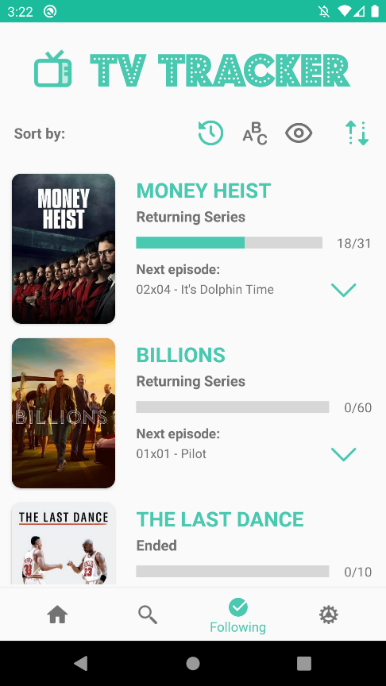 3:22
TV TRACKER
Sort by:
ABC
MONEY HEIST
MONEY HEIST
Returning Series
18/31
Next episode:
02x04 - It's Dolphin Time
BILLIONS
BILLIONS
Returning Series
0/60
Next episode:
01x01 - Pilot
THE LAST DANCE
THE LAST DANCE
Ended
0/10
23
Following